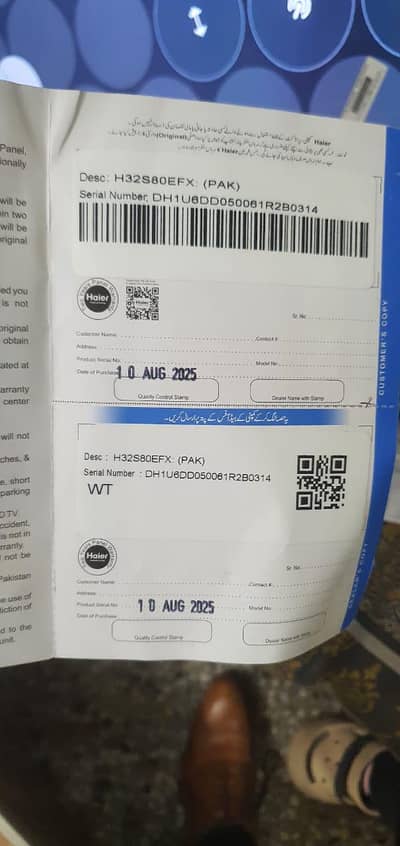 Panel,
ionally
will be
in two
will be
riginal
ed you
is not
original
obtain
ated at
arranty
center
will not
ches, &
e, short
parking
D TV.
ccident,
is not in
rranty.
not be
Pakistan
e use of
diction of
d to the
unit.
Desc: H32S80EFX: (PAK)
Serial Number: DH1U6DD050061R2B0314
Haier
Sr. No:
Customer Name:
Contact #
Address:
Product Serial No.
Model No.
Date of Purchase
10 AUG 2025
Quality Control Stamp
Dealer Name with Stamp
CUSTOMER'S COPY
Desc : H32S80EFX: (PAK)
Serial Number : DH1U6DD050061R2B0314
WT
Haier
Sr. No:
Customer Name:
Contact #
Address:
Product Serial No:
10 AUG 2025
Model No.
Date of Purchase:
Quality Control Stamp
Dealer Name with Stamp